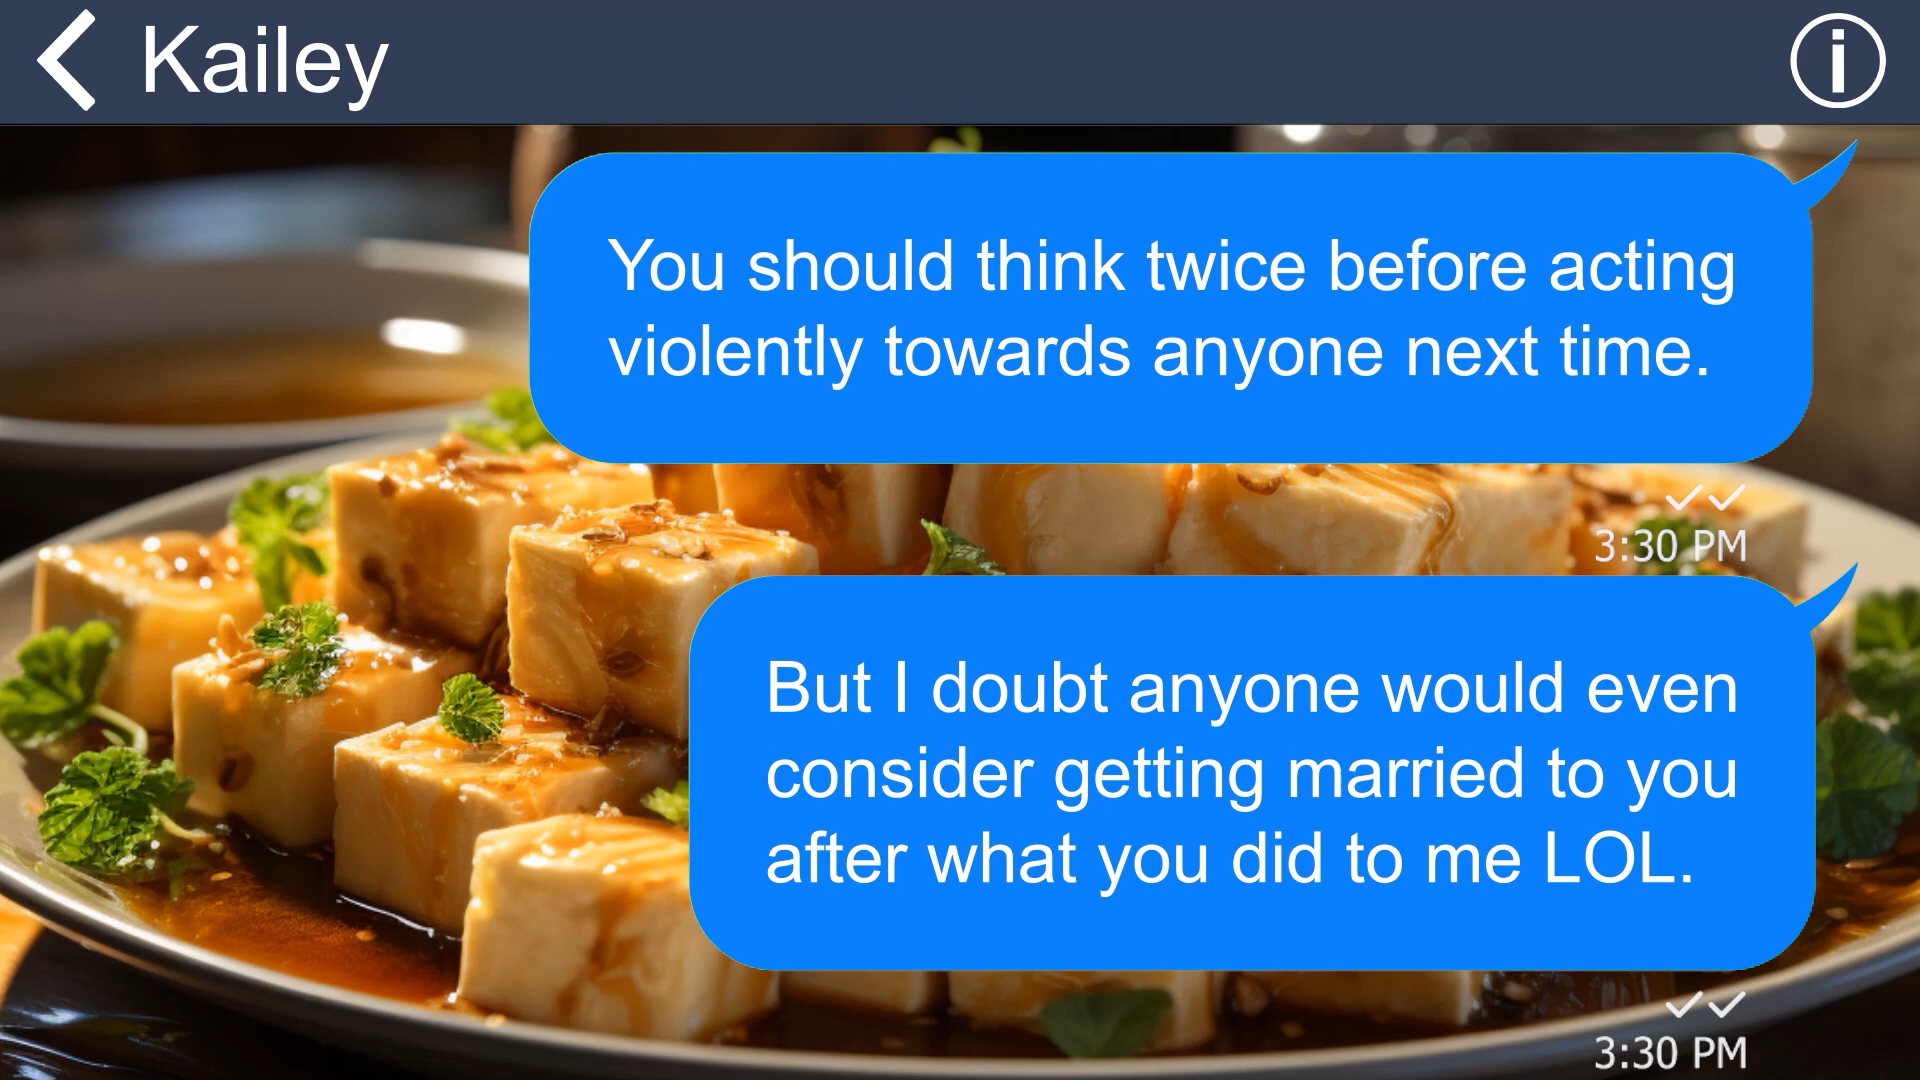 Kailey
You should think twice before acting
violently towards anyone next time.
3:30 PM
But I doubt anyone would even
consider getting married to you
after what you did to me LOL.
3:30 PM